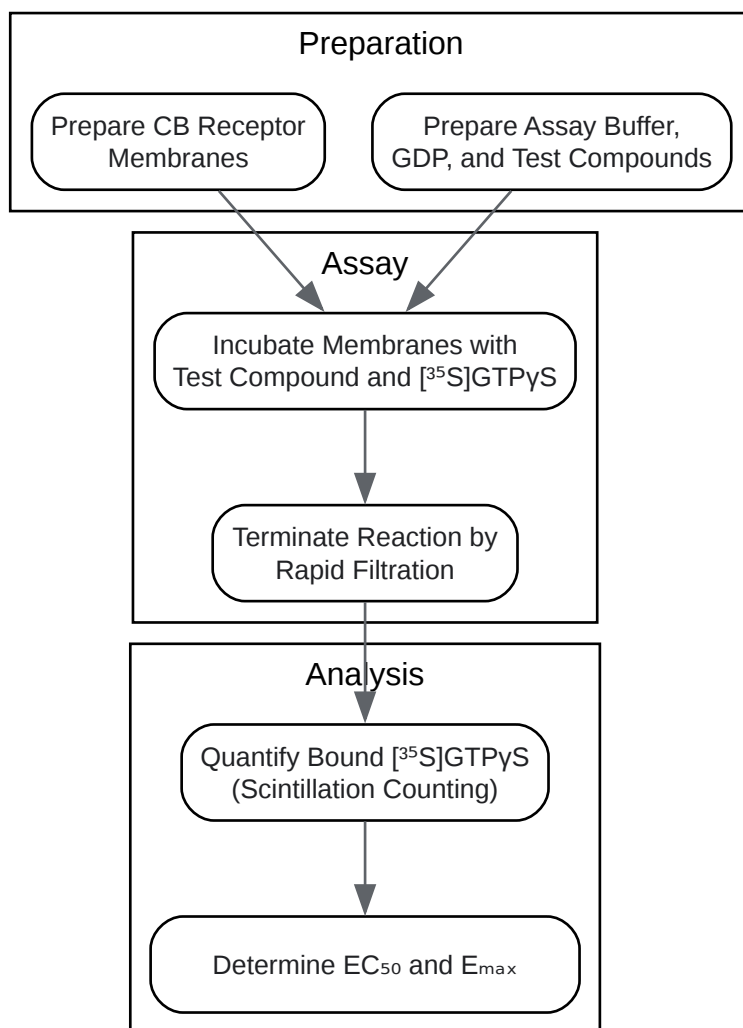 Preparation
Prepare CB Receptor
Membranes
Prepare Assay Buffer,
GDP, and Test Compounds
Assay
Incubate Membranes with
Test Compound and [³⁵S]GTPγS
Terminate Reaction by
Rapid Filtration
Analysis
Quantify Bound [³⁵S]GTPγS
(Scintillation Counting)
Determine EC₅₀ and Eₘₐₓ